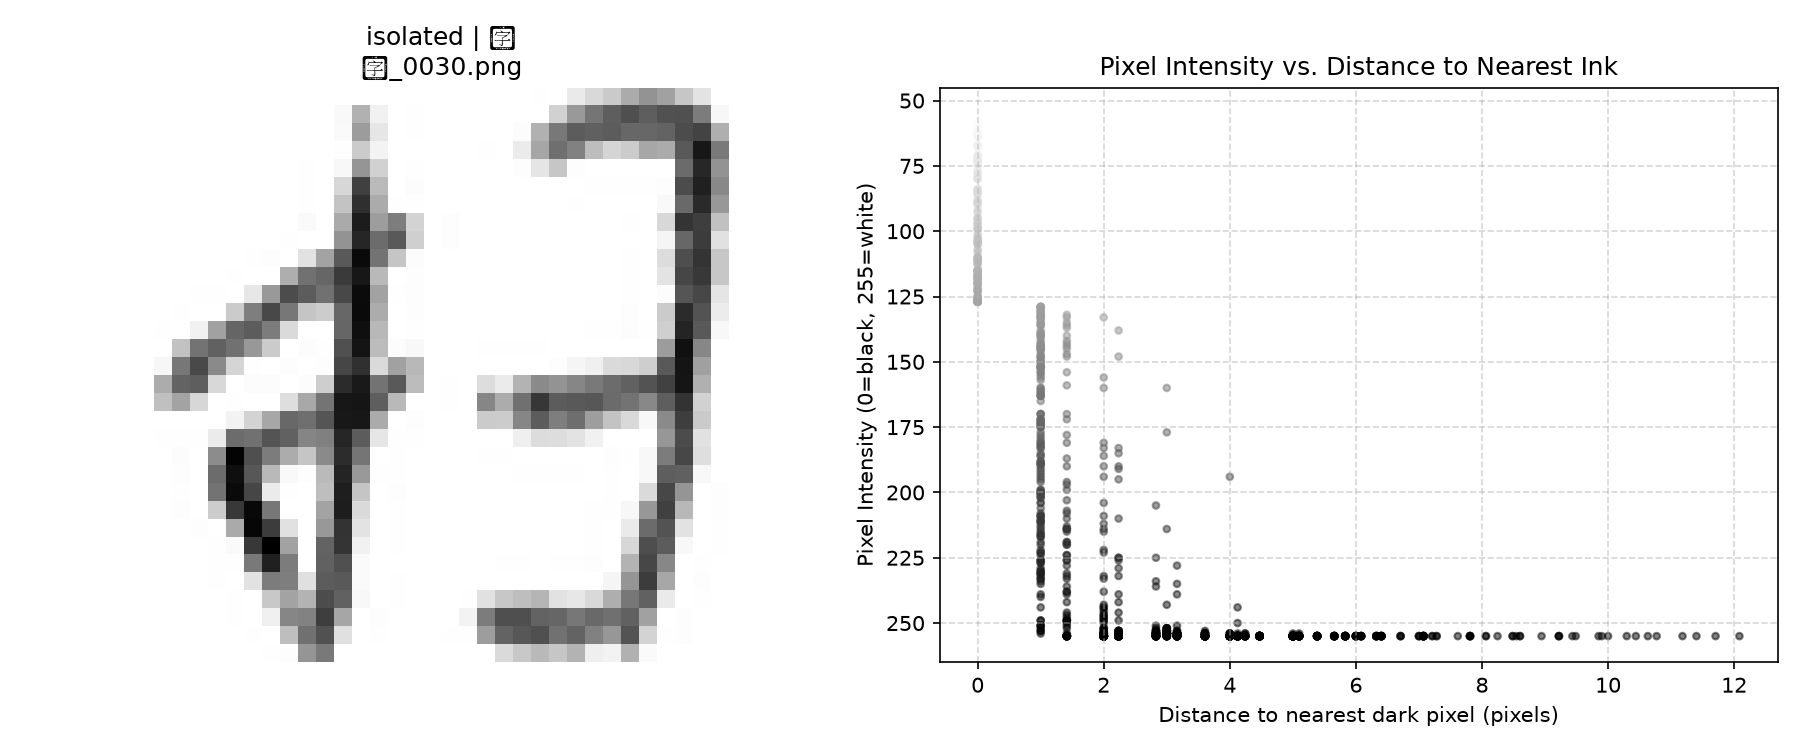 isolated |
_0030.png
扫
Pixel Intensity vs. Distance to Nearest Ink
Pixel Intensity (0=black, 255=white)
50
75
100
125
150
175
200
225
250
0 2 4 6 8 10 12
Distance to nearest dark pixel (pixels)